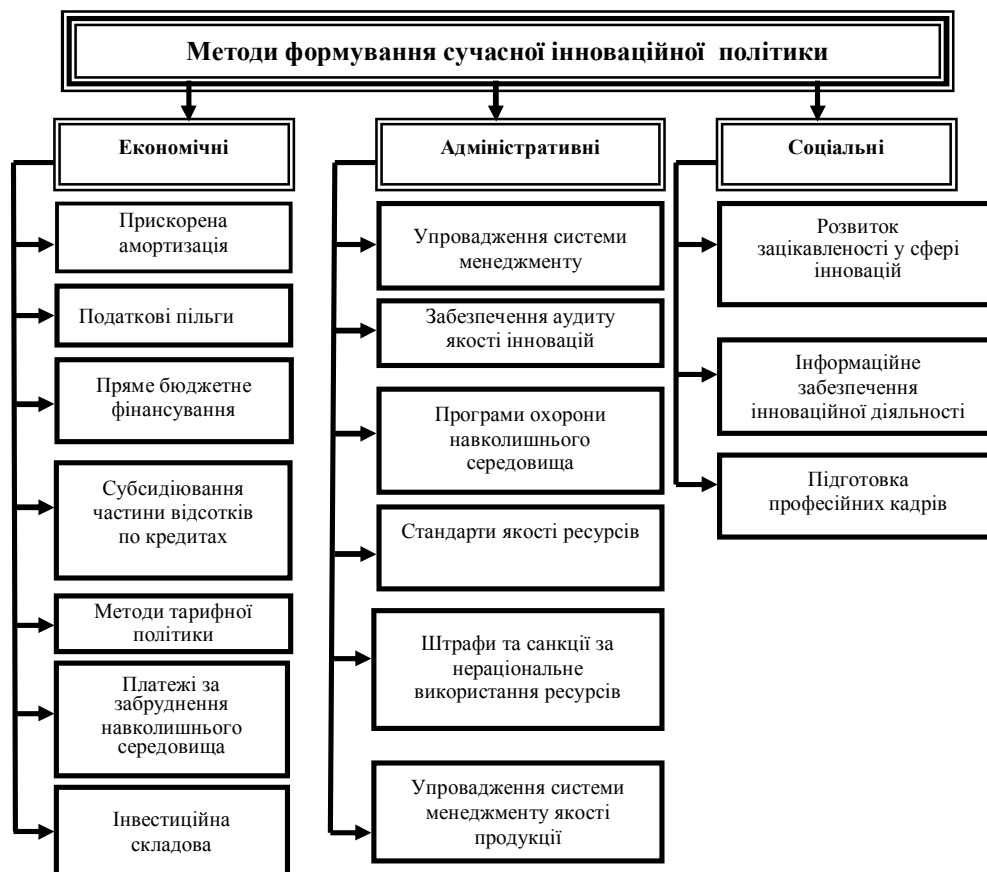 Методи формування сучасної інноваційної політики
Економічні
Прискорена
амортизація
Податкові пільги
Пряме бюджетне
фінансування
Субсидіювання
частини відсотків
по кредитах
Методи тарифної
політики
Платежі за
забруднення
навколишнього
середовища
Інвестиційна
складова
Адміністративні
Упровадження системи
менеджменту
Забезпечення аудиту
якості інновацій
Програми охорони
навколишнього
середовища
Стандарти якості ресурсів
Штрафи та санкції за
нераціональне
використання ресурсів
Упровадження системи
менеджменту якості
продукції
Соціальні
Розвиток
зацікавленості у сфері
інновацій
Інформаційне
забезпечення
інноваційної діяльності
Підготовка
професійних кадрів